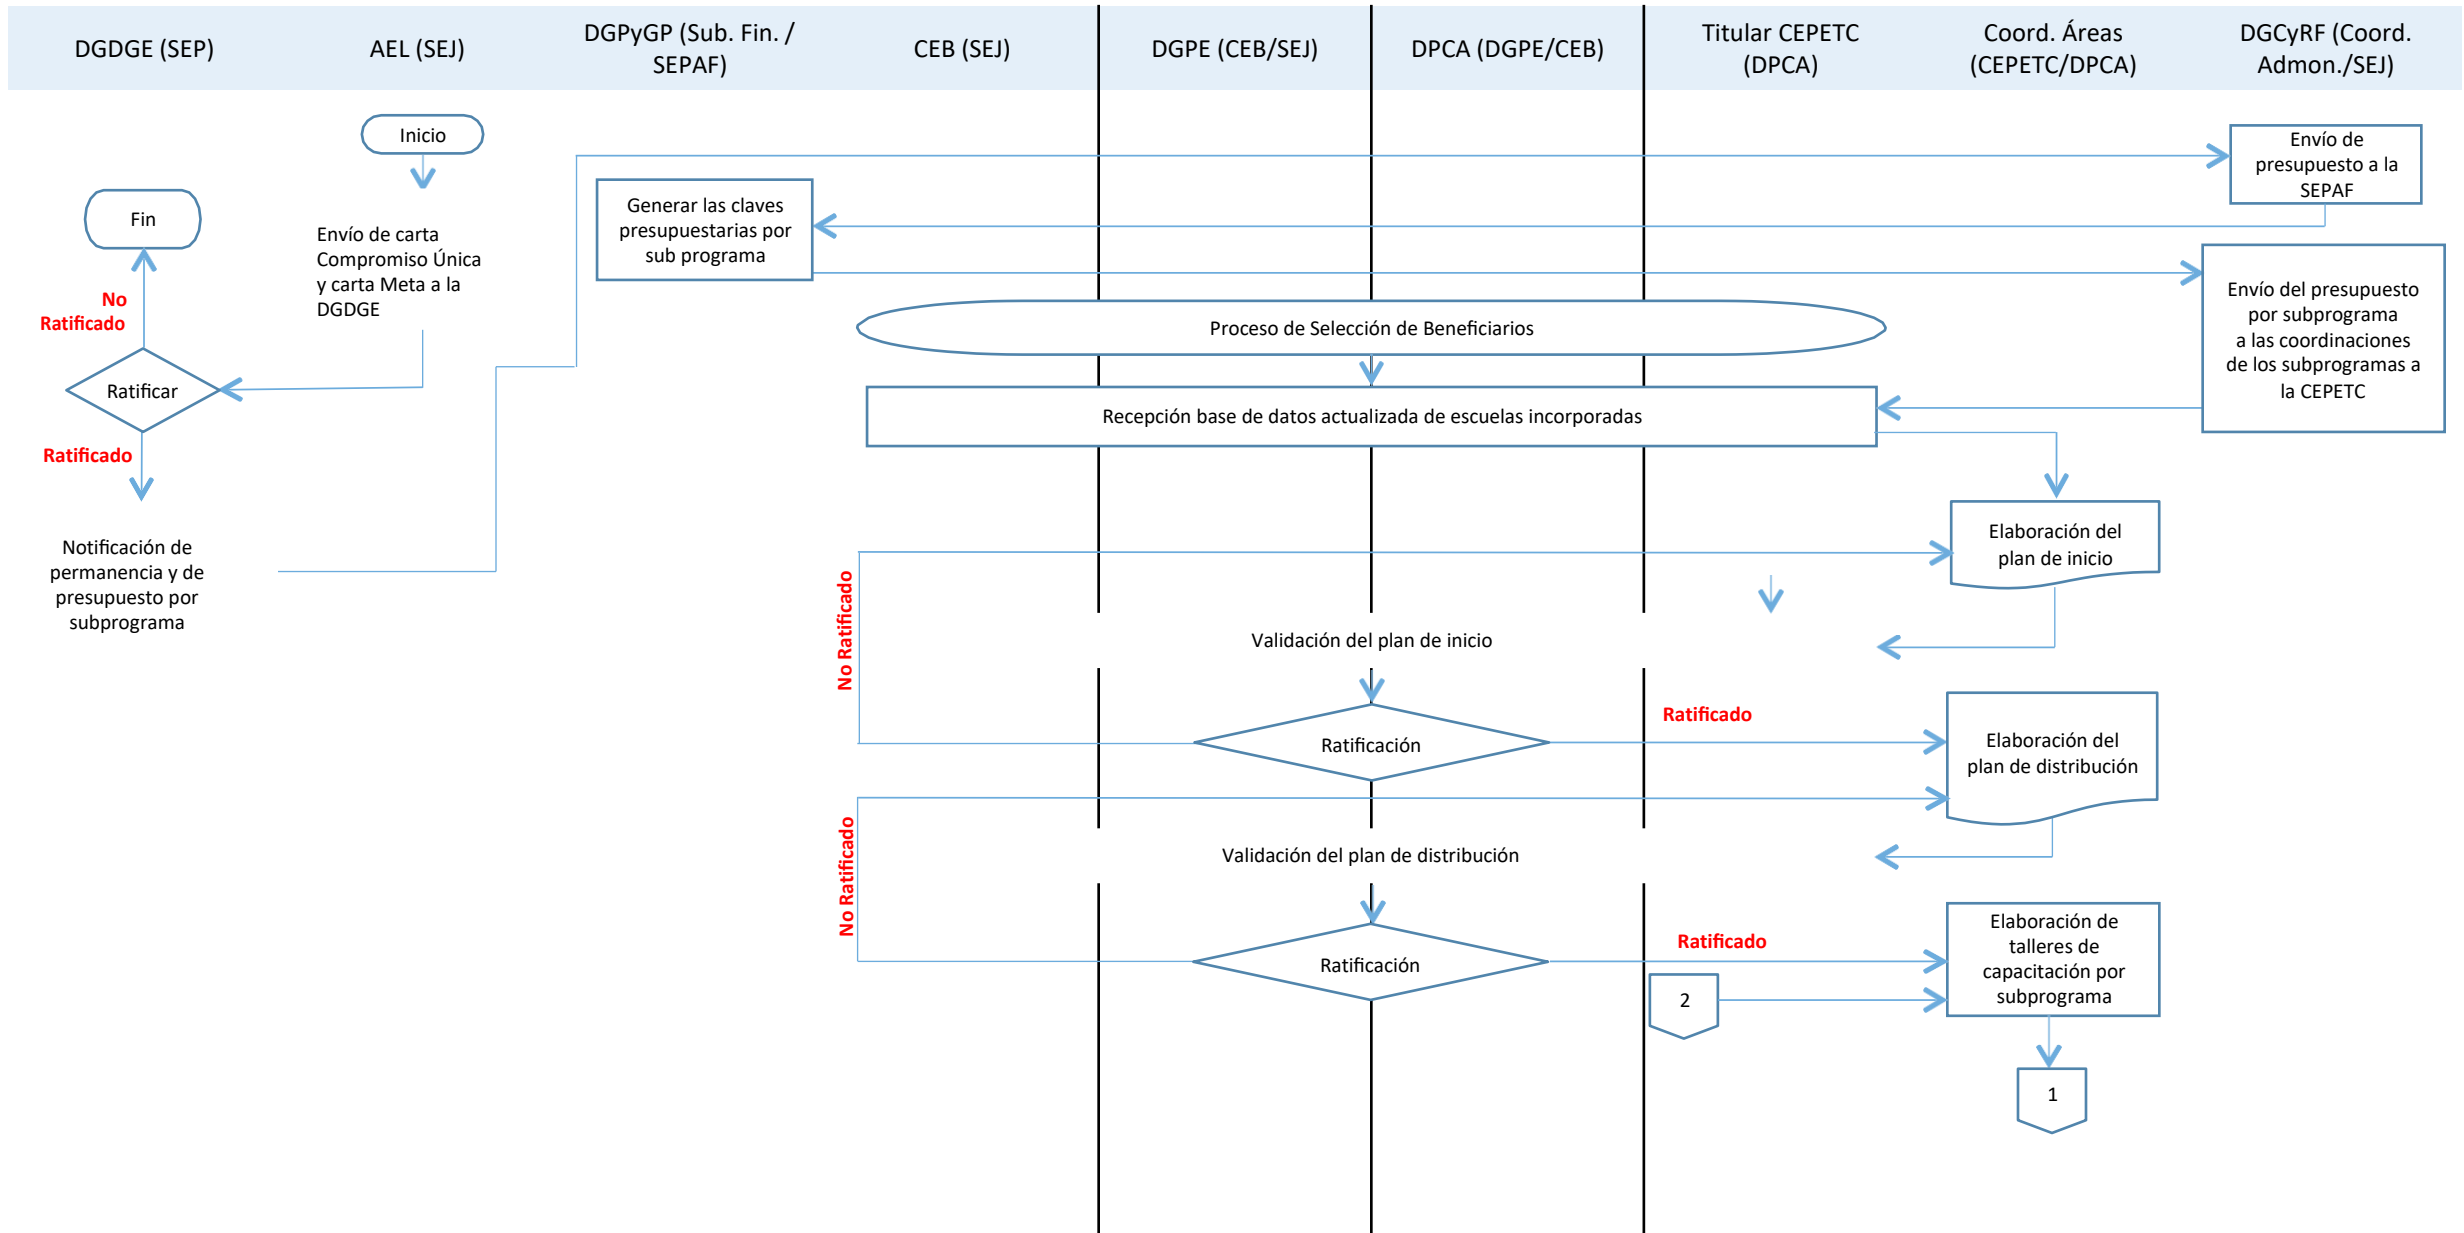 DGDGE (SEP)
AEL (SEJ)
DGPyGP (Sub. Fin. /
SEPAF)
CEB (SEJ)
DGPE (CEB/SEJ)
DPCA (DGPE/CEB)
Titular CEPETC
(DPCA)
Coord. Áreas
(CEPETC/DPCA)
DGCyRF (Coord.
Admon./SEJ)
Inicio
Envío de
presupuesto a la
SEPAF
Fin
Generar las claves
presupuestarias por
sub programa
Envío de carta
Compromiso Única
y carta Meta a la
DGDGE
No
Ratificado
Envío del presupuesto
por subprograma
a las coordinaciones
de los subprogramas a
la CEPETC
Proceso de Selección de Beneficiarios
Ratificar
Recepción base de datos actualizada de escuelas incorporadas
Ratificado
Notificación de
permanencia y de
presupuesto por
subprograma
Elaboración del
plan de inicio
No Ratificado
Validación del plan de inicio
Ratificación
Ratificado
Elaboración del
plan de distribución
No Ratificado
Validación del plan de distribución
Ratificación
Ratificado
Elaboración de
talleres de
capacitación por
subprograma
2
1